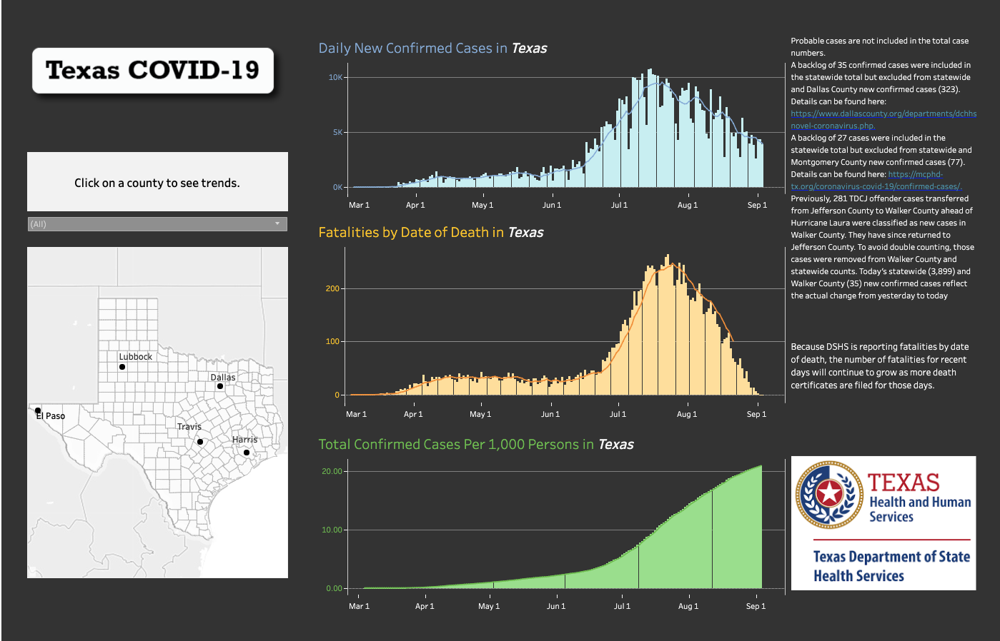 Texas COVID-19
Click on a county to see trends.
(All)
Lubbock
Dallas
El Paso
Travis
Harris
Daily New Confirmed Cases in Texas
10K
5K
0K
Mar 1 Apr 1 May 1 Jun 1 Jul 1 Aug 1 Sep 1
Fatalities by Date of Death in Texas
200
100
0
Mar 1 Apr 1 May 1 Jun 1 Jul 1 Aug 1 Sep 1
Total Confirmed Cases Per 1,000 Persons in Texas
20.00
10.00
0.00
Mar 1 Apr 1 May 1 Jun 1 Jul 1 Aug 1 Sep 1
Probable cases are not included in the total case
numbers.
A backlog of 35 confirmed cases were included in
the statewide total but excluded from statewide
and Dallas County new confirmed cases (323).
Details can be found here:
https://www.dallascounty.org/departments/dchhs
novel-coronavirus.php.
A backlog of 27 cases were included in the
statewide total but excluded from statewide and
Montgomery County new confirmed cases (77).
Details can be found here: https://mcphd-
tx.org/coronavirus-covid-19/confirmed-cases/.
Previously, 281 TDCJ offender cases transferred
from Jefferson County to Walker County ahead of
Hurricane Laura were classified as new cases in
Walker County. They have since returned to
Jefferson County. To avoid double counting, those
cases were removed from Walker County and
statewide counts. Today's statewide (3,899) and
Walker County (35) new confirmed cases reflect
the actual change from yesterday to today
Because DSHS is reporting fatalities by date
of death, the number of fatalities for recent
days will continue to grow as more death
certificates are filed for those days.
TEXAS
Health and Human
Services
Texas Department of State
Health Services